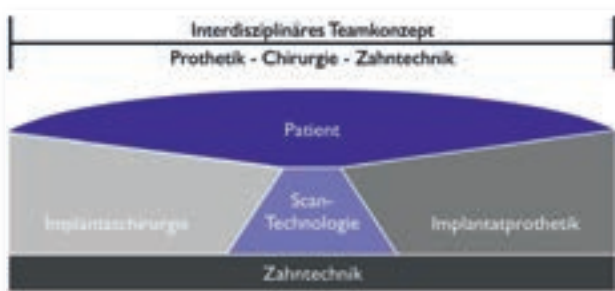 Interdisziplinäres Teamkonzept
Prothetik - Chirurgie - Zahntechnik
Patient
Scan-
Technologie
Implantatchirurgie
Implantatprothetik
Zahntechnik